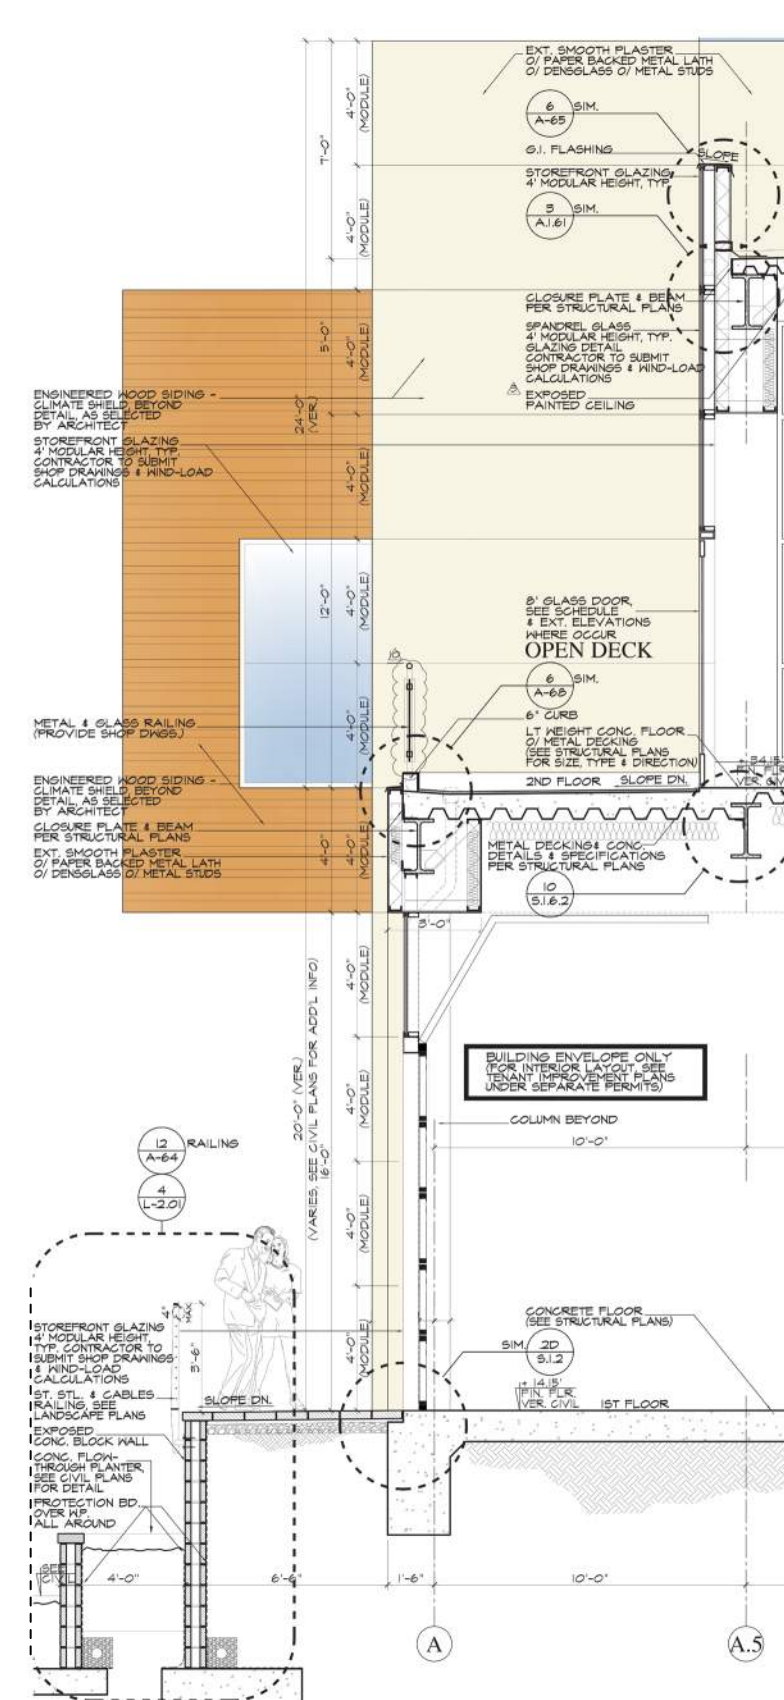 EXT. SMOOTH PLASTER
O/ PAPER BACKED METAL LATH
O/ DENSGLASS O/ METAL STUDS
6
A-65
SIM.
G.I. FLASHING
SLOPE
STOREFRONT GLAZING
4' MODULAR HEIGHT, TYP.
SIM.
A.1.61
CLOSURE PLATE & BEAM
PER STRUCTURAL PLANS
SPANDREL GLASS
4' MODULAR HEIGHT, TYP.
GLAZING DETAIL
CONTRACTOR TO SUBMIT
SHOP DRAWINGS & WIND-LOAD
CALCULATIONS
EXPOSED
PAINTED CEILING
4'-0"
(MODULE)
7'-0"
4'-0"
(MODULE)
5'-0"
4'-0"
(MODULE)
24'-0"
(VER.)
4'-0"
(MODULE)
12'-0"
4'-0"
(MODULE)
4'-0"
(MODULE)
ENGINEERED WOOD SIDING -
CLIMATE SHIELD, BEYOND
DETAIL, AS SELECTED
BY ARCHITECT
STOREFRONT GLAZING
4' MODULAR HEIGHT, TYP.
CONTRACTOR TO SUBMIT
SHOP DRAWINGS & WIND-LOAD
CALCULATIONS
8' GLASS DOOR,
SEE SCHEDULE
& EXT. ELEVATIONS
WHERE OCCUR
OPEN DECK
6
A-68
SIM.
6" CURB
LT WEIGHT CONC. FLOOR
O/ METAL DECKING
(SEE STRUCTURAL PLANS
FOR SIZE, TYPE & DIRECTION)
2ND FLOOR
SLOPE DN.
METAL & GLASS RAILING
(PROVIDE SHOP DWGS.)
ENGINEERED WOOD SIDING -
CLIMATE SHIELD, BEYOND
DETAIL, AS SELECTED
BY ARCHITECT
CLOSURE PLATE & BEAM
PER STRUCTURAL PLANS
EXT. SMOOTH PLASTER
O/ PAPER BACKED METAL LATH
O/ DENSGLASS O/ METAL STUDS
4'-0"
4'-0"
(MODULE)
METAL DECKING& CONC.
DETAILS & SPECIFICATIONS
PER STRUCTURAL PLANS
10
S.1.6.2
3'-0"
4'-0"
(MODULE)
20'-0" (VER.)
(VARIES, SEE CIVIL PLANS FOR ADD'L INFO)
16'-0"
4'-0"
(MODULE)
4'-0"
(MODULE)
4'-0"
(MODULE)
BUILDING ENVELOPE ONLY
(FOR INTERIOR LAYOUT, SEE
TENANT IMPROVEMENT PLANS
UNDER SEPARATE PERMITS)
COLUMN BEYOND
10'-0"
12
A-64
RAILING
4
L-2.01
4"
MAX.
3'-6"
STOREFRONT GLAZING
4' MODULAR HEIGHT,
TYP. CONTRACTOR TO
SUBMIT SHOP DRAWINGS
& WIND-LOAD
CALCULATIONS
ST. STL. & CABLES
RAILING, SEE
LANDSCAPE PLANS
EXPOSED
CONC. BLOCK WALL
CONC. FLOW-
THROUGH PLANTER,
SEE CIVIL PLANS
FOR DETAIL
PROTECTION BD.
OVER W.P.
ALL AROUND
SEE
CIVIL
SLOPE DN.
CONCRETE FLOOR
(SEE STRUCTURAL PLANS)
SIM.
2D
S.1.2
+ 14.15'
FIN. FLR.
VER. CIVIL
1ST FLOOR
4'-0"
6'-6"
1'-6"
10'-0"
A
A.5